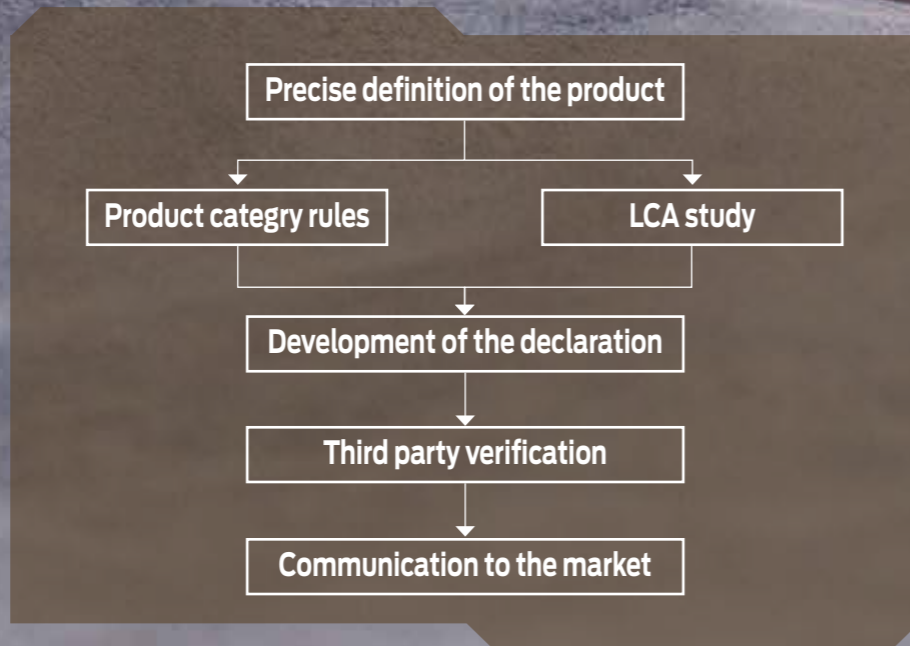 Precise definition of the product
Product categry rules
LCA study
Development of the declaration
Third party verification
Communication to the market